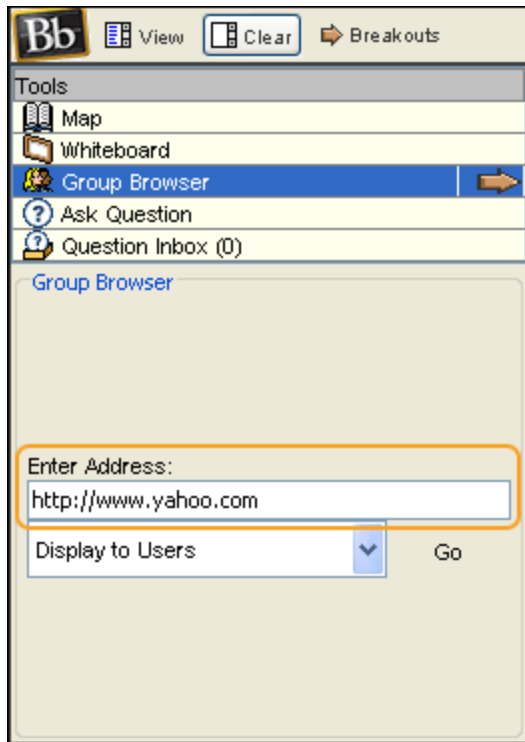 Bb View Clear Breakouts
Tools
Map
Whiteboard
Group Browser
? Ask Question
? Question Inbox (0)
Group Browser
Enter Address:
http://www.yahoo.com
Display to Users Go